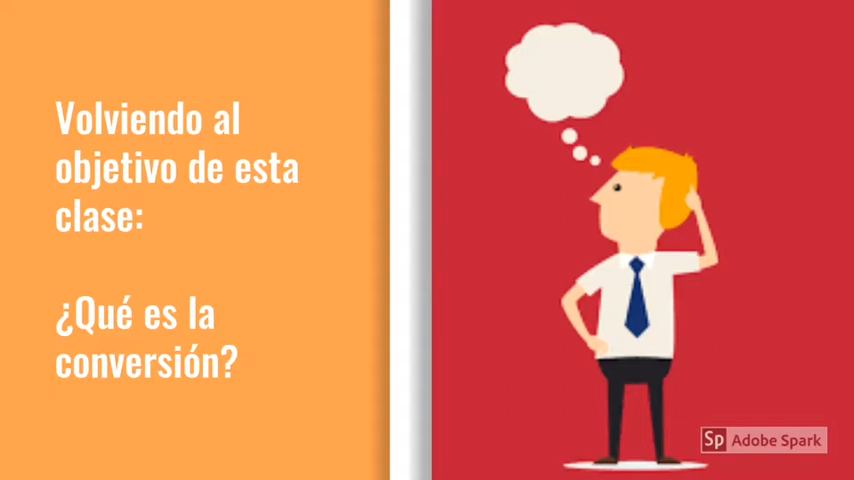 Volviendo al
objetivo de esta
clase:
¿Qué es la
conversión?
Sp Adobe Spark